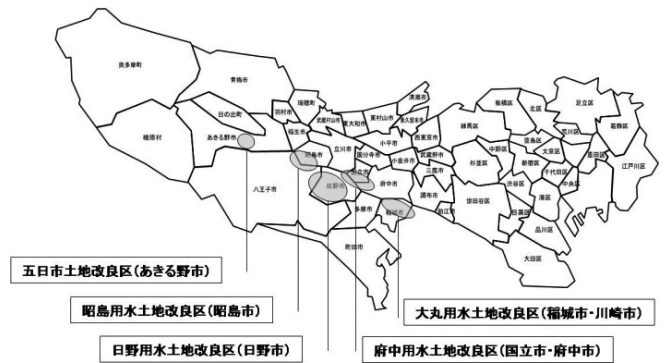 奥多摩町
青梅市
日の出町
檜原村
あきる野市
瑞穂町
羽村市
武蔵村山市
福生市
東大和市
東村山市
清瀬市
東久留米市
昭島市
立川市
小平市
西東京市
国分寺市
小金井市
武蔵野市
国立市
三鷹市
八王子市
日野市
府中市
調布市
多摩市
稲城市
狛江市
町田市
練馬区
板橋区
北区
足立区
葛飾区
荒川区
豊島区
文京区
墨田区
江戸川区
中野区
杉並区
新宿区
千代田区
中央区
渋谷区
港区
世田谷区
目黒区
品川区
大田区
五日市土地改良区(あきる野市)
昭島用水土地改良区(昭島市)
日野用水土地改良区(日野市)
大丸用水土地改良区(稲城市・川崎市)
府中用水土地改良区(国立市・府中市)